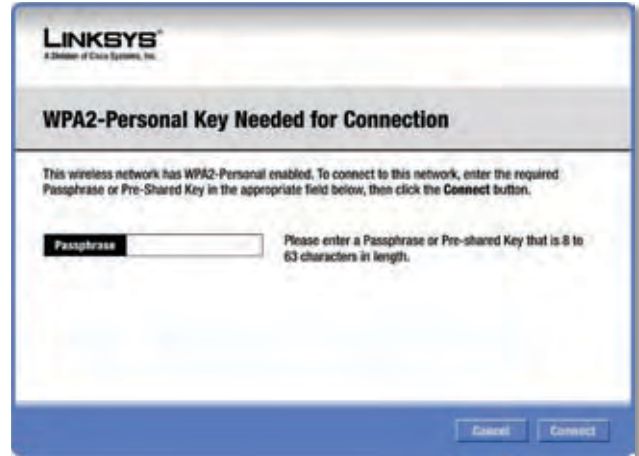 LINKSYS®
A Division of Cisco Systems, Inc.
WPA2-Personal Key Needed for Connection
This wireless network has WPA2-Personal enabled. To connect to this network, enter the required
Passphrase or Pre-Shared Key in the appropriate field below, then click the Connect button.
Passphrase
Please enter a Passphrase or Pre-shared Key that is 8 to
63 characters in length.
Cancel Connect